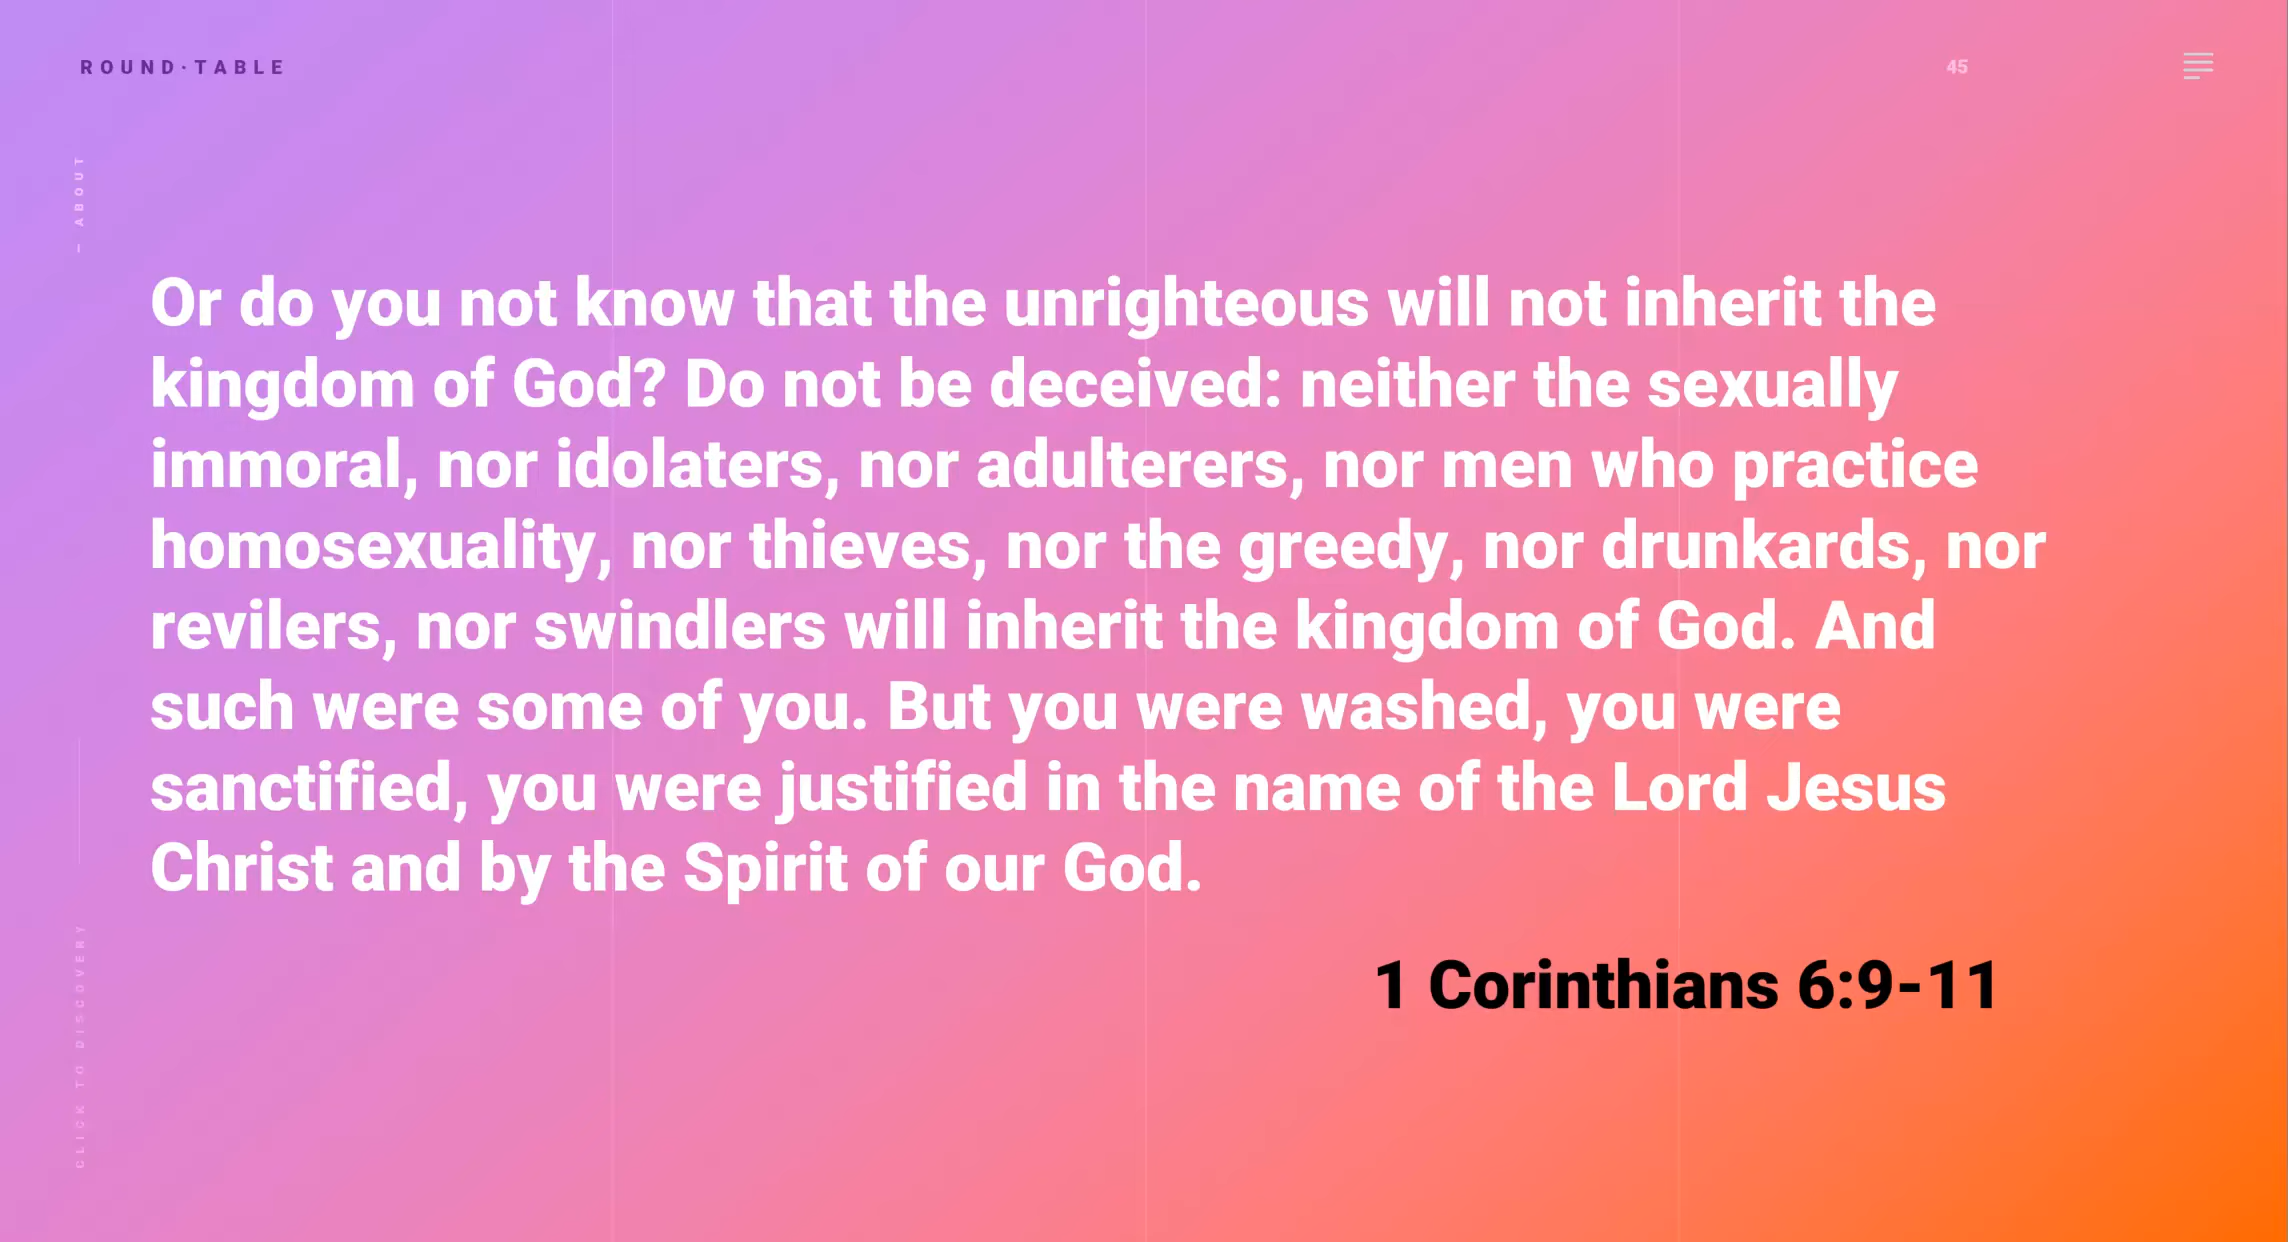 ROUND·TABLE
45
— ABOUT
Or do you not know that the unrighteous will not inherit the
kingdom of God? Do not be deceived: neither the sexually
immoral, nor idolaters, nor adulterers, nor men who practice
homosexuality, nor thieves, nor the greedy, nor drunkards, nor
revilers, nor swindlers will inherit the kingdom of God. And
such were some of you. But you were washed, you were
sanctified, you were justified in the name of the Lord Jesus
Christ and by the Spirit of our God.
1 Corinthians 6:9-11
CLICK TO DISCOVERY